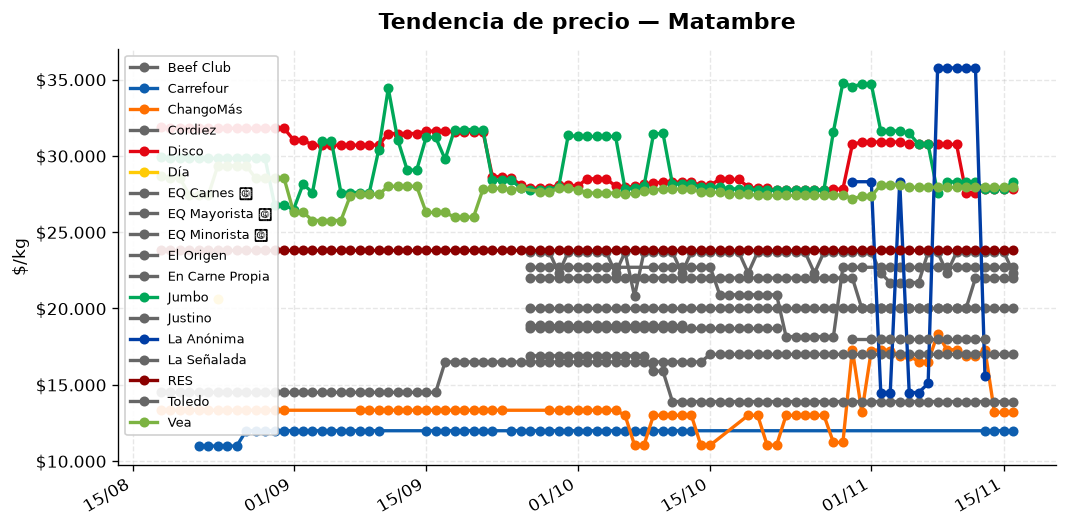 Tendencia de precio — Matambre
$/kg
$35.000
$30.000
$25.000
$20.000
$15.000
$10.000
Beef Club
Carrefour
ChangoMás
Cordiez
Disco
Día
EQ Carnes
EQ Mayorista
EQ Minorista
El Origen
En Carne Propia
Jumbo
Justino
La Anónima
La Señalada
RES
Toledo
Vea
15/08
01/09
15/09
01/10
15/10
01/11
15/11